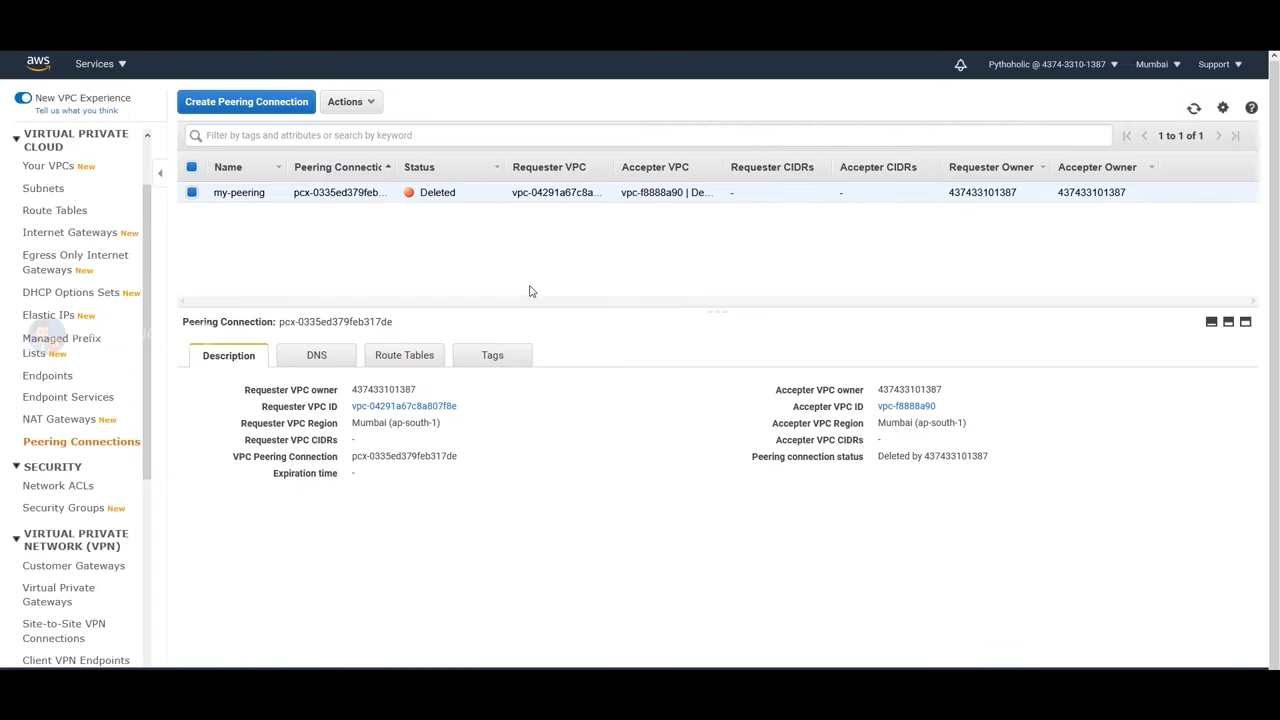 aws
Services
Pythoholic @ 4374-3310-1387
Mumbai
Support
New VPC Experience
Tell us what you think
VIRTUAL PRIVATE
CLOUD
Your VPCs New
Subnets
Route Tables
Internet Gateways New
Egress Only Internet
Gateways New
DHCP Options Sets New
Elastic IPs New
Managed Prefix
Lists New
Endpoints
Endpoint Services
NAT Gateways New
Peering Connections
SECURITY
Network ACLs
Security Groups New
VIRTUAL PRIVATE
NETWORK (VPN)
Customer Gateways
Virtual Private
Gateways
Site-to-Site VPN
Connections
Client VPN Endpoints
Create Peering Connection
Actions
Filter by tags and attributes or search by keyword
1 to 1 of 1
Name Peering Connectic Status Requester VPC Accepter VPC Requester CIDRs Accepter CIDRs Requester Owner Accepter Owner
my-peering pcx-0335ed379feb... Deleted vpc-04291a67c8a... vpc-f8888a90 | De... - - 437433101387 437433101387
Peering Connection: pcx-0335ed379feb317de
Description DNS Route Tables Tags
Requester VPC owner 437433101387
Requester VPC ID vpc-04291a67c8a807f8e
Requester VPC Region Mumbai (ap-south-1)
Requester VPC CIDRs -
VPC Peering Connection pcx-0335ed379feb317de
Expiration time -
Accepter VPC owner 437433101387
Accepter VPC ID vpc-f8888a90
Accepter VPC Region Mumbai (ap-south-1)
Accepter VPC CIDRs -
Peering connection status Deleted by 437433101387